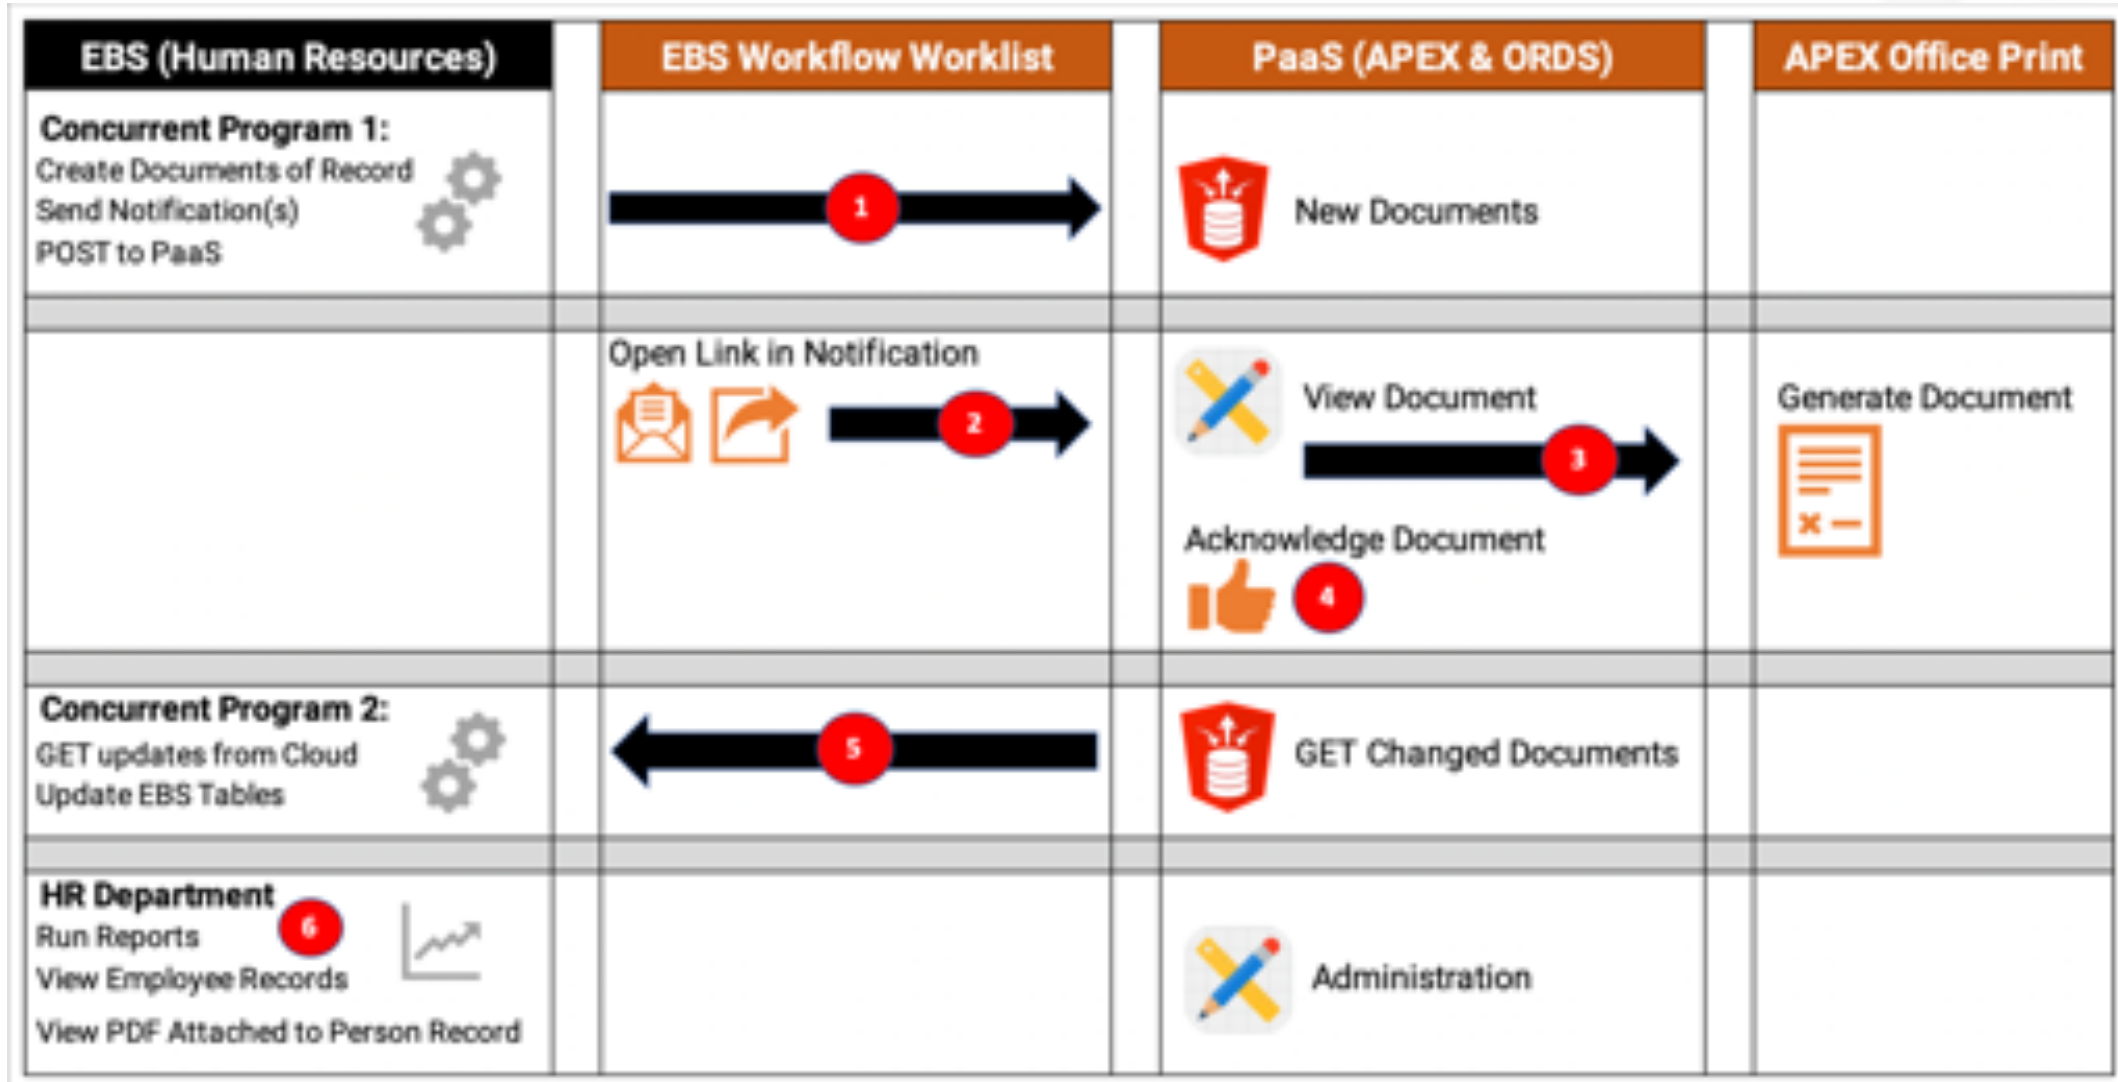 EBS (Human Resources)
EBS Workflow Worklist
PaaS (APEX & ORDS)
APEX Office Print
Concurrent Program 1:
Create Documents of Record
Send Notification(s)
POST to PaaS
1
New Documents
Open Link in Notification
2
View Document
3
Acknowledge Document
4
Generate Document
Concurrent Program 2:
GET updates from Cloud
Update EBS Tables
5
GET Changed Documents
HR Department
6
Run Reports
View Employee Records
View PDF Attached to Person Record
Administration